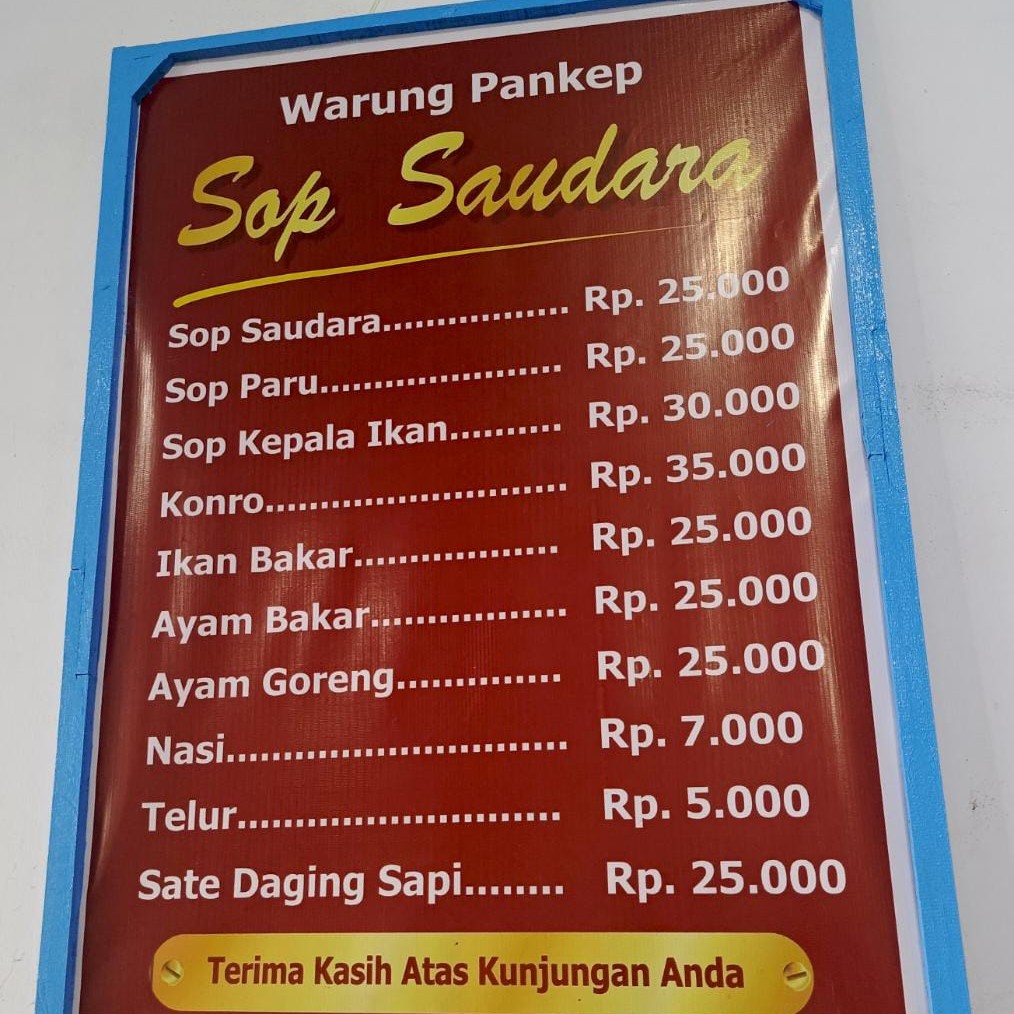 Warung Pankep
Sop Saudara
Sop Saudara................. Rp. 25.000
Sop Paru...................... Rp. 25.000
Sop Kepala Ikan.......... Rp. 30.000
Konro........................... Rp. 35.000
Ikan Bakar................... Rp. 25.000
Ayam Bakar................. Rp. 25.000
Ayam Goreng.............. Rp. 25.000
Nasi.............................. Rp. 7.000
Telur............................ Rp. 5.000
Sate Daging Sapi........ Rp. 25.000
Terima Kasih Atas Kunjungan Anda